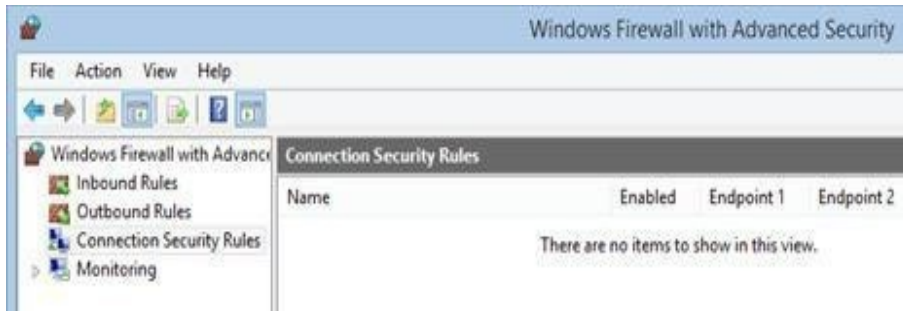 Windows Firewall with Advanced Security
File Action View Help
Windows Firewall with Advance
Inbound Rules
Outbound Rules
Connection Security Rules
Monitoring
Connection Security Rules
Name Enabled Endpoint 1 Endpoint 2
There are no items to show in this view.